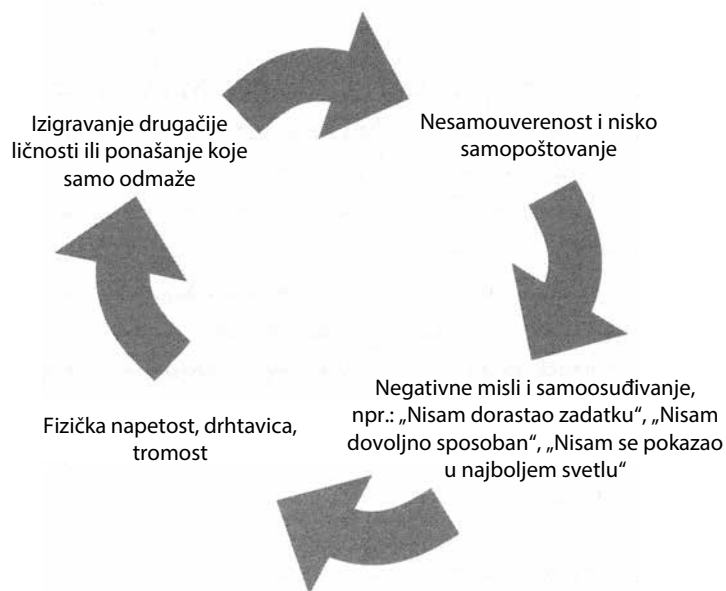 Izigravanje drugačije
ličnosti ili ponašanje koje
samo odmaže
Nesamouverenost i nisko
samopoštovanje
Negativne misli i samoosuđivanje,
npr.: „Nisam dorastao zadatku“, „Nisam
dovoljno sposoban“, „Nisam se pokazao
u najboljem svetlu“
Fizička napetost, drhtavica,
tromost